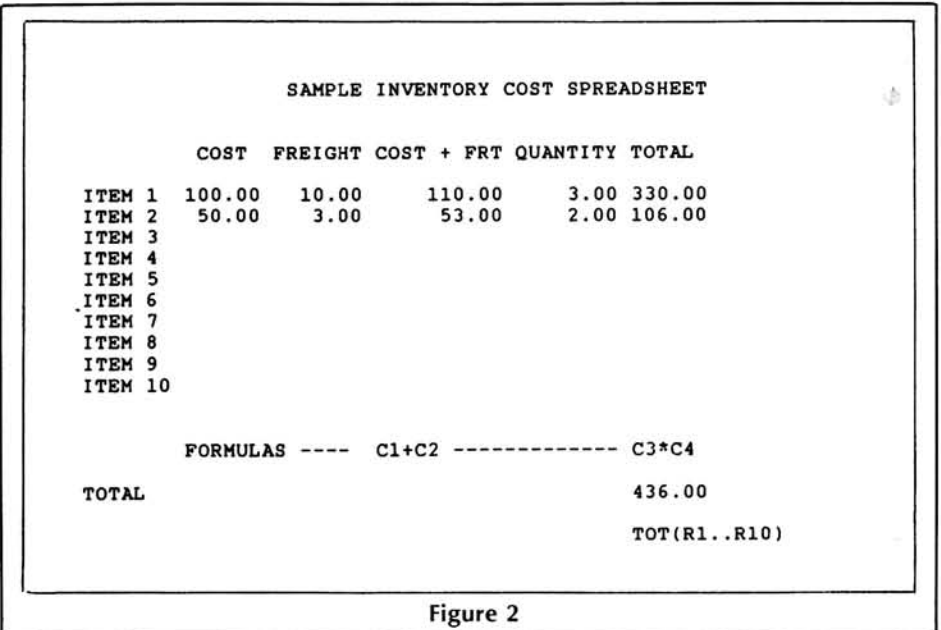 SAMPLE INVENTORY COST SPREADSHEET
COST FREIGHT COST + FRT QUANTITY TOTAL
ITEM 1 100.00 10.00 110.00 3.00 330.00
ITEM 2 50.00 3.00 53.00 2.00 106.00
ITEM 3
ITEM 4
ITEM 5
ITEM 6
ITEM 7
ITEM 8
ITEM 9
ITEM 10
FORMULAS ---- C1+C2 ------------- C3*C4
TOTAL 436.00
TOT(R1..R10)
Figure 2